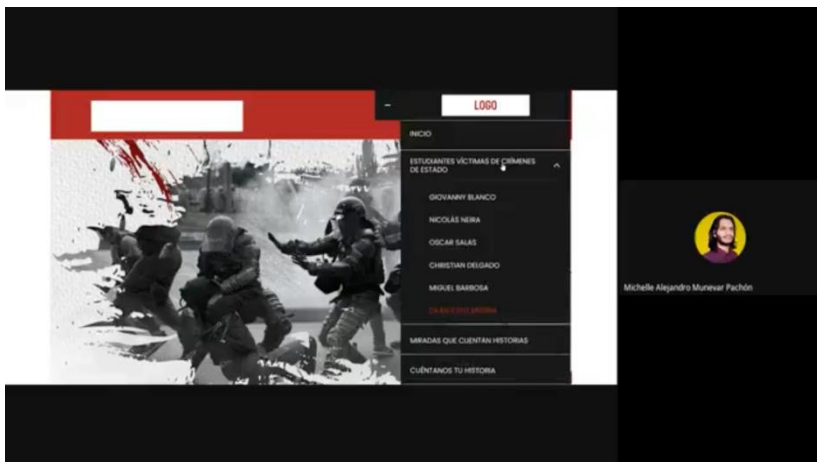 LOGO
INICIO
ESTUDIANTES VÍCTIMAS DE CRÍMENES
DE ESTADO
GIOVANNY BLANCO
NICOLÁS NEIRA
OSCAR SALAS
CHRISTIAN DELGADO
MIGUEL BARBOSA
MIRADAS QUE CUENTAN HISTORIAS
CUÉNTANOS TU HISTORIA
Michelle Alejandro Munevar Pachón